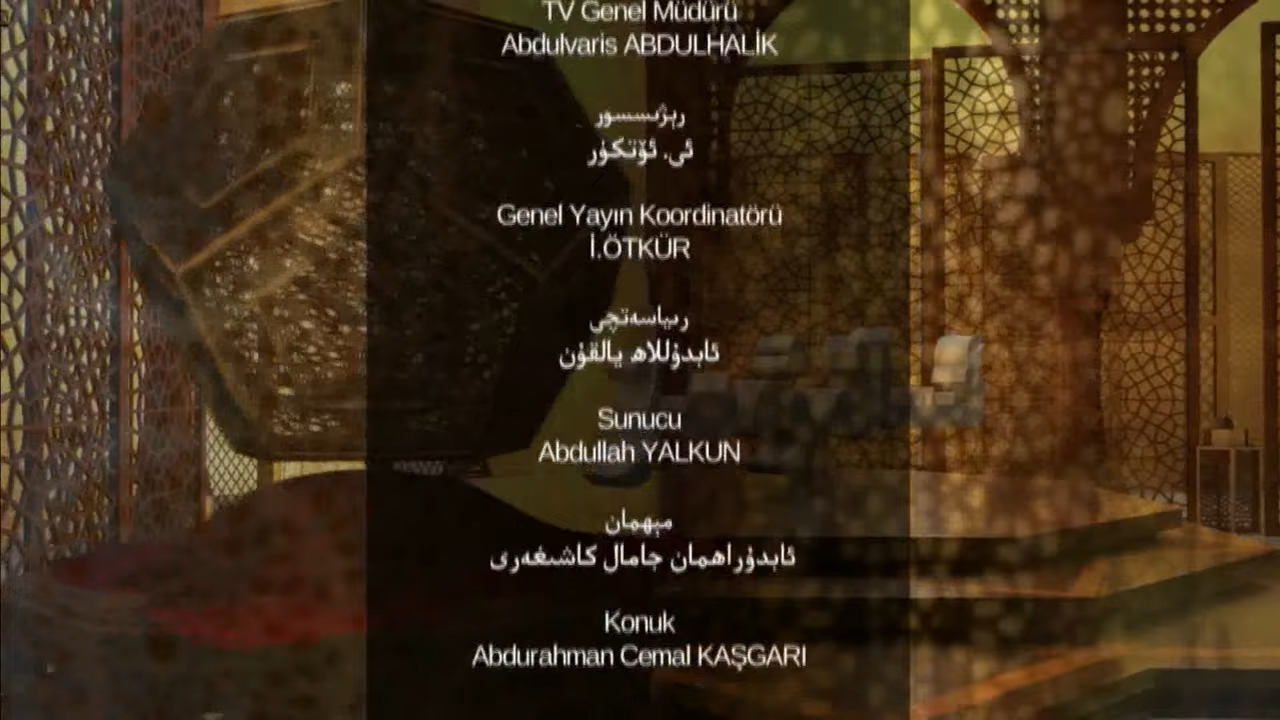 TV Genel Müdürü
Abdulvaris ABDULHALİK
رېژىسسور
ئى. ئۆتكۈر
Genel Yayın Koordinatörü
İ.ÖTKÜR
رىياسەتچى
ئابدۇللاھ يالقۇن
Sunucu
Abdullah YALKUN
مېھمان
ئابدۇراھمان جامال كاشىغەرى
Konuk
Abdurahman Cemal KAŞGARI